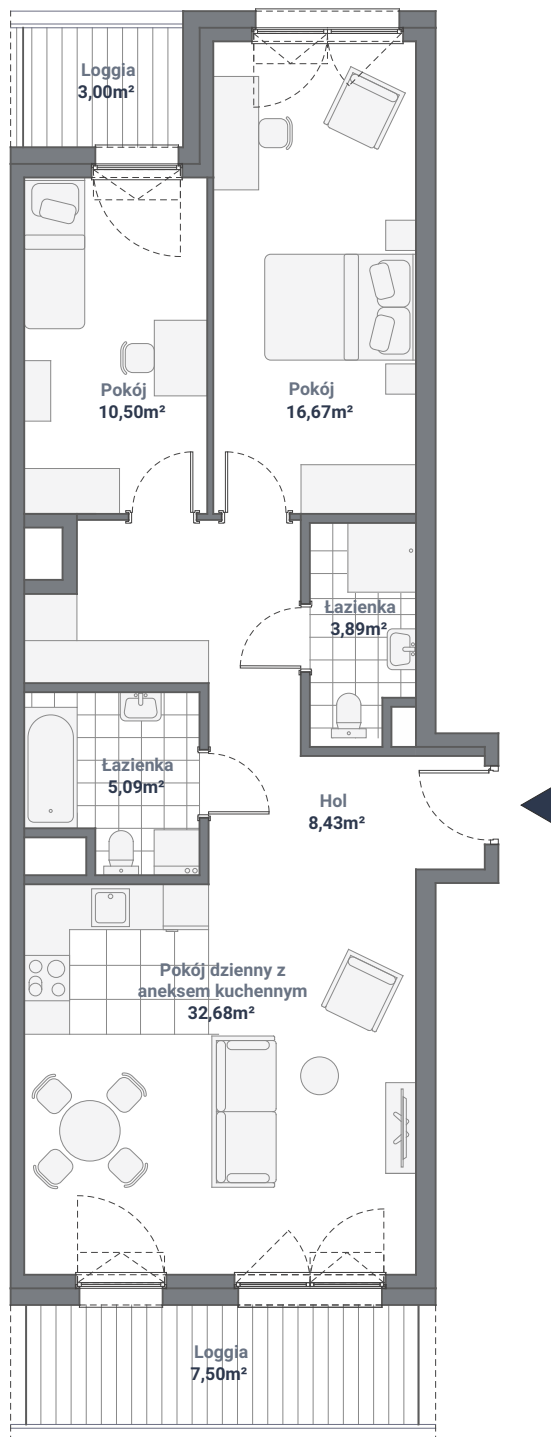 Loggia
3,00m²
Pokój
10,50m²
Pokój
16,67m²
Łazienka
3,89m²
Łazienka
5,09m²
Hol
8,43m²
Pokój dzienny z
aneksem kuchennym
32,68m²
Loggia
7,50m²